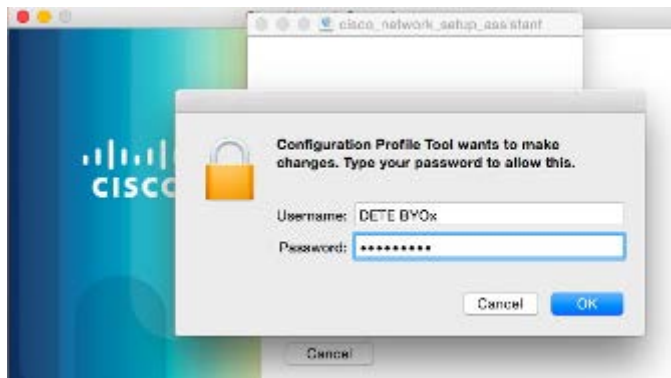 cisco_network_setup_assistant
CISCO
Configuration Profile Tool wants to make
changes. Type your password to allow this.
Username: DETE BYOx
Password: •••••••••
Cancel
OK
Cancel